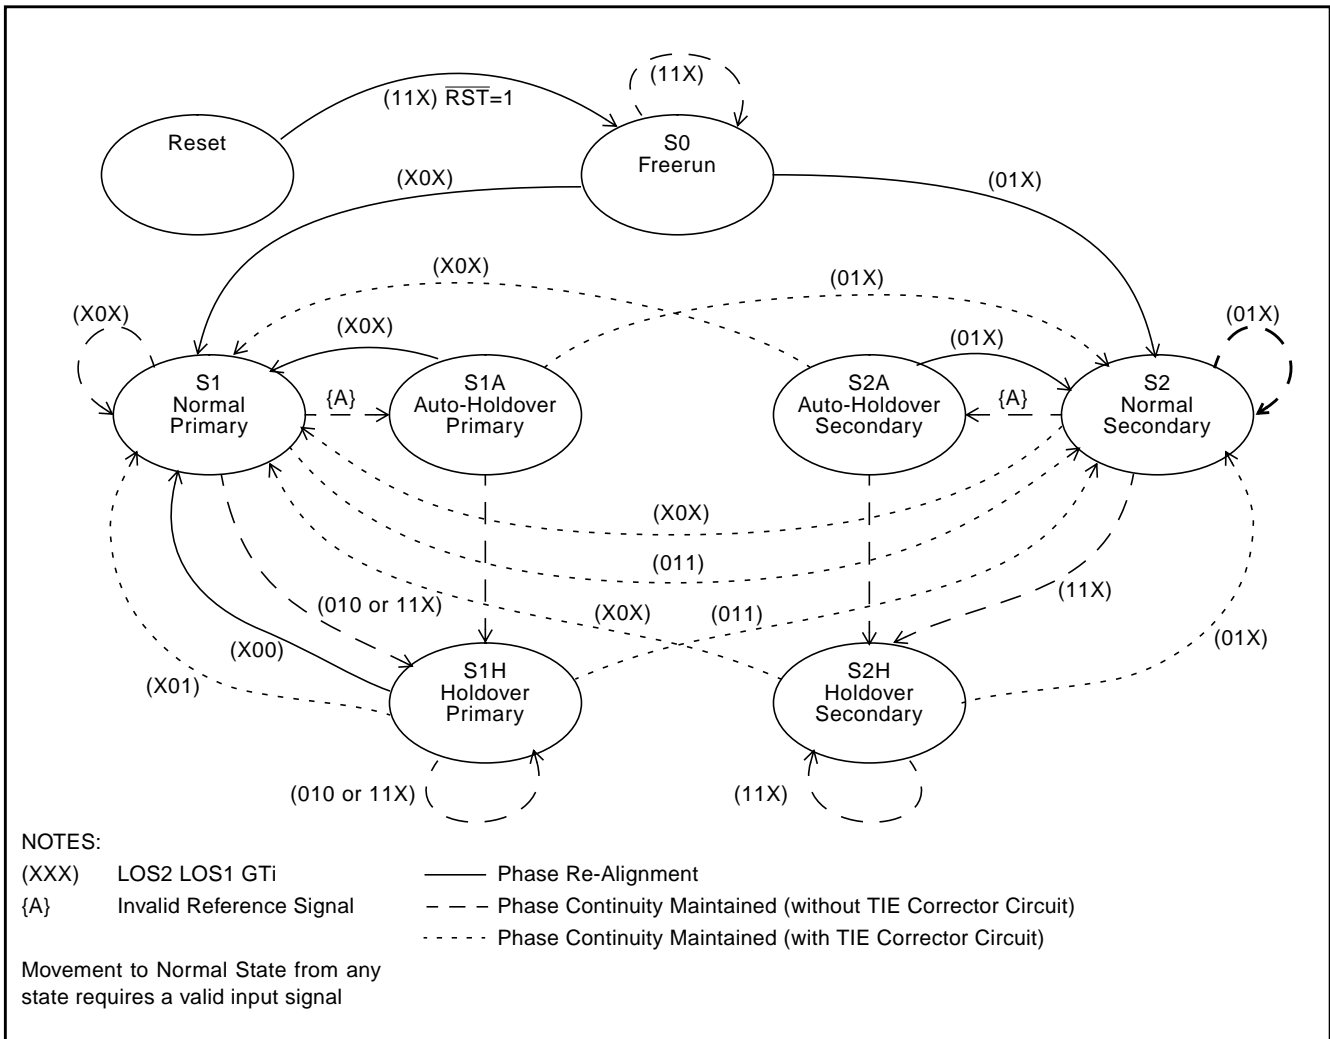 (11X)
(11X) R̅S̅T̅=1
Reset
S0
Freerun
(X0X)
(01X)
(X0X)
(01X)
(X0X)
(X0X)
(01X)
(01X)
S1
Normal
Primary
{A}
S1A
Auto-Holdover
Primary
S2A
Auto-Holdover
Secondary
{A}
S2
Normal
Secondary
(X0X)
(011)
(010 or 11X)
(X0X)
(011)
(11X)
(X00)
(01X)
(X01)
S1H
Holdover
Primary
S2H
Holdover
Secondary
(010 or 11X)
(11X)
NOTES:
(XXX) LOS2 LOS1 GTi
{A} Invalid Reference Signal
Phase Re-Alignment
Phase Continuity Maintained (without TIE Corrector Circuit)
Phase Continuity Maintained (with TIE Corrector Circuit)
Movement to Normal State from any
state requires a valid input signal